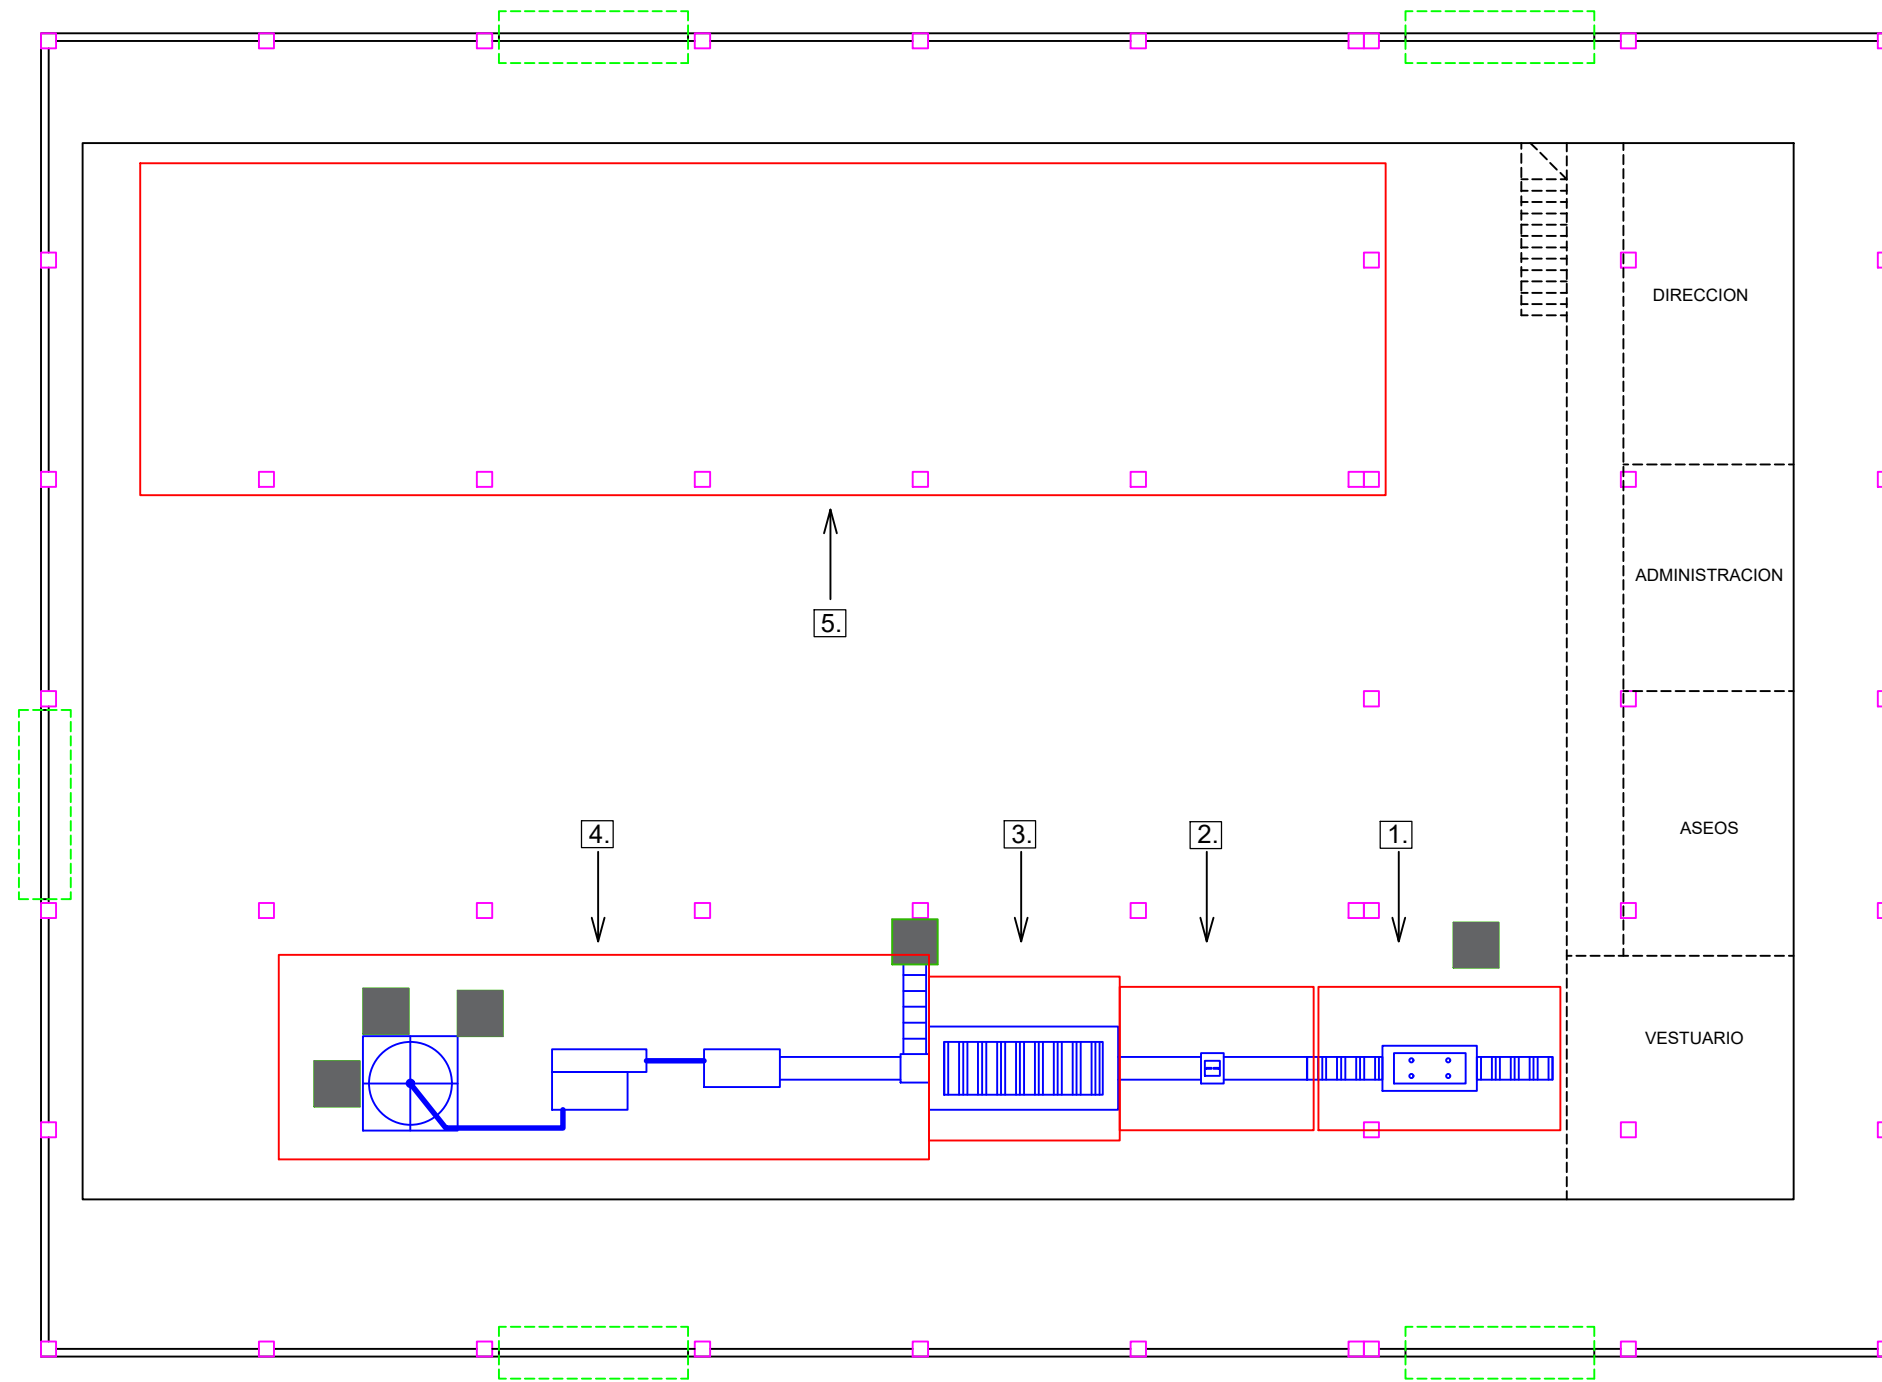 DIRECCION
ADMINISTRACION
5.
4.
3.
2.
1.
ASEOS
VESTUARIO